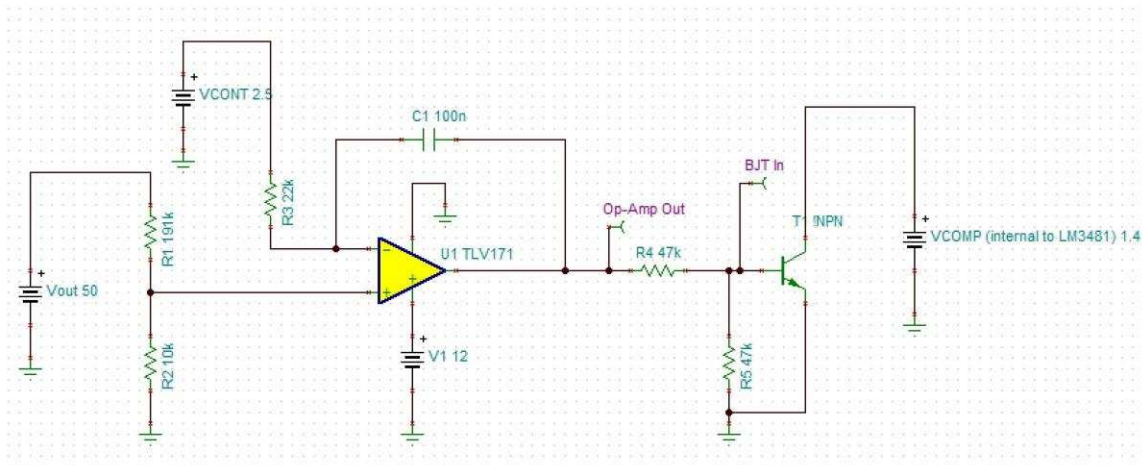 VCONT 2.5
C1 100n
BJT In
R3 22k
Op-Amp Out
T1 !NPN
R1 191k
U1 TLV171
R4 47k
VCOMP (internal to LM3481) 1.4
Vout 50
R2 10k
V1 12
R5 47k